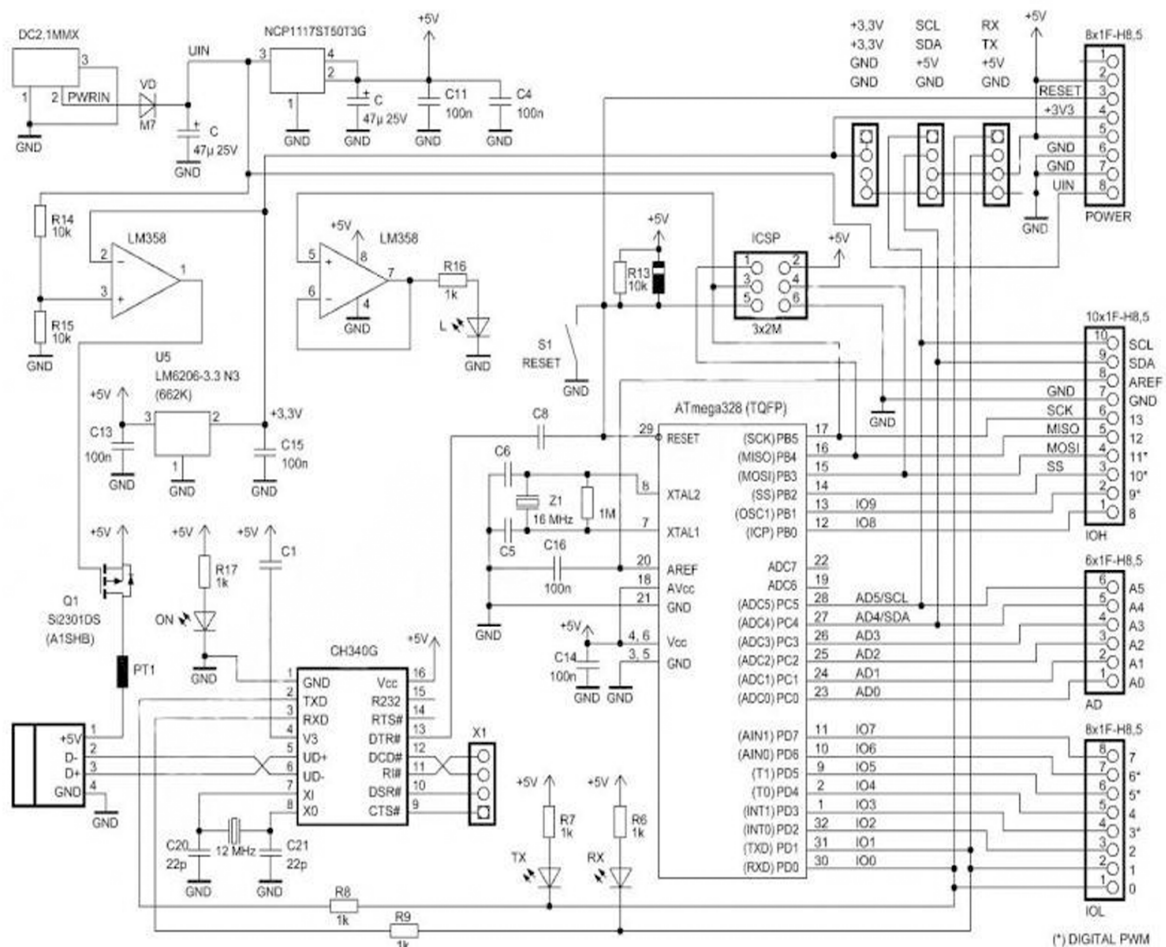 DC2.1MMX
3
1
2
PWRIN
VD
M7
UIN
GND
C
47µ 25V
GND
NCP1117ST50T3G
3
4
2
1
GND
+5V
C
47µ 25V
GND
C11
100n
GND
C4
100n
GND
+3,3V SCL RX
+3,3V SDA TX
GND +5V +5V
GND GND GND
+5V
8x1F-H8,5
1
2
RESET 3
+3V3 4
5
GND 6
GND 7
UIN 8
POWER
GND
R14
10k
R15
10k
GND
LM358
2
3
1
+5V
LM358
5
6
8
7
4
GND
R16
1k
L
GND
+5V
R13
10k
S1
RESET
GND
ICSP
+5V
1 2
3 4
5 6
3x2M
GND
10x1F-H8,5
10 SCL
9 SDA
8 AREF
GND 7 GND
SCK 6 13
MISO 5 12
MOSI 4 11*
SS 3 10*
2 9*
1 8
IOH
U5
LM6206-3.3 N3
(662K)
+5V
3
2
1
+3,3V
C13
100n
GND
GND
C15
100n
GND
ATmega328 (TQFP)
29 RESET
8 XTAL2
7 XTAL1
20 AREF
18 AVcc
21 GND
4, 6 Vcc
3, 5 GND
(SCK) PB5 17
(MISO) PB4 16
(MOSI) PB3 15
(SS) PB2 14
(OSC1) PB1 13 IO9
(ICP) PB0 12 IO8
ADC7 22
ADC6 19
(ADC5) PC5 28 AD5/SCL
(ADC4) PC4 27 AD4/SDA
(ADC3) PC3 26 AD3
(ADC2) PC2 25 AD2
(ADC1) PC1 24 AD1
(ADC0) PC0 23 AD0
(AIN1) PD7 11 IO7
(AIN0) PD6 10 IO6
(T1) PD5 9 IO5
(T0) PD4 2 IO4
(INT1) PD3 1 IO3
(INT0) PD2 32 IO2
(TXD) PD1 31 IO1
(RXD) PD0 30 IO0
C8
C6
Z1
16 MHz
1M
C5
C16
100n
GND
+5V
C14
100n
GND
GND
6x1F-H8,5
6 A5
5 A4
4 A3
3 A2
2 A1
1 A0
AD
8x1F-H8,5
8 7
7 6*
6 5*
5 4
4 3*
3 2
2 1
1 0
IOL
(*) DIGITAL PWM
+5V
Q1
Si2301DS
(A1SHB)
PT1
+5V
R17
1k
ON
GND
+5V
C1
CH340G
1 GND
2 TXD
3 RXD
4 V3
5 UD+
6 UD-
7 XI
8 X0
Vcc 16
R232 15
RTS# 14
DTR# 13
DCD# 12
RI# 11
DSR# 10
CTS# 9
+5V
X1
+5V 1
D- 2
D+ 3
GND 4
GND
C20
22p
GND
12 MHz
C21
22p
GND
+5V
R7
1k
TX
+5V
R6
1k
RX
R8
1k
R9
1k